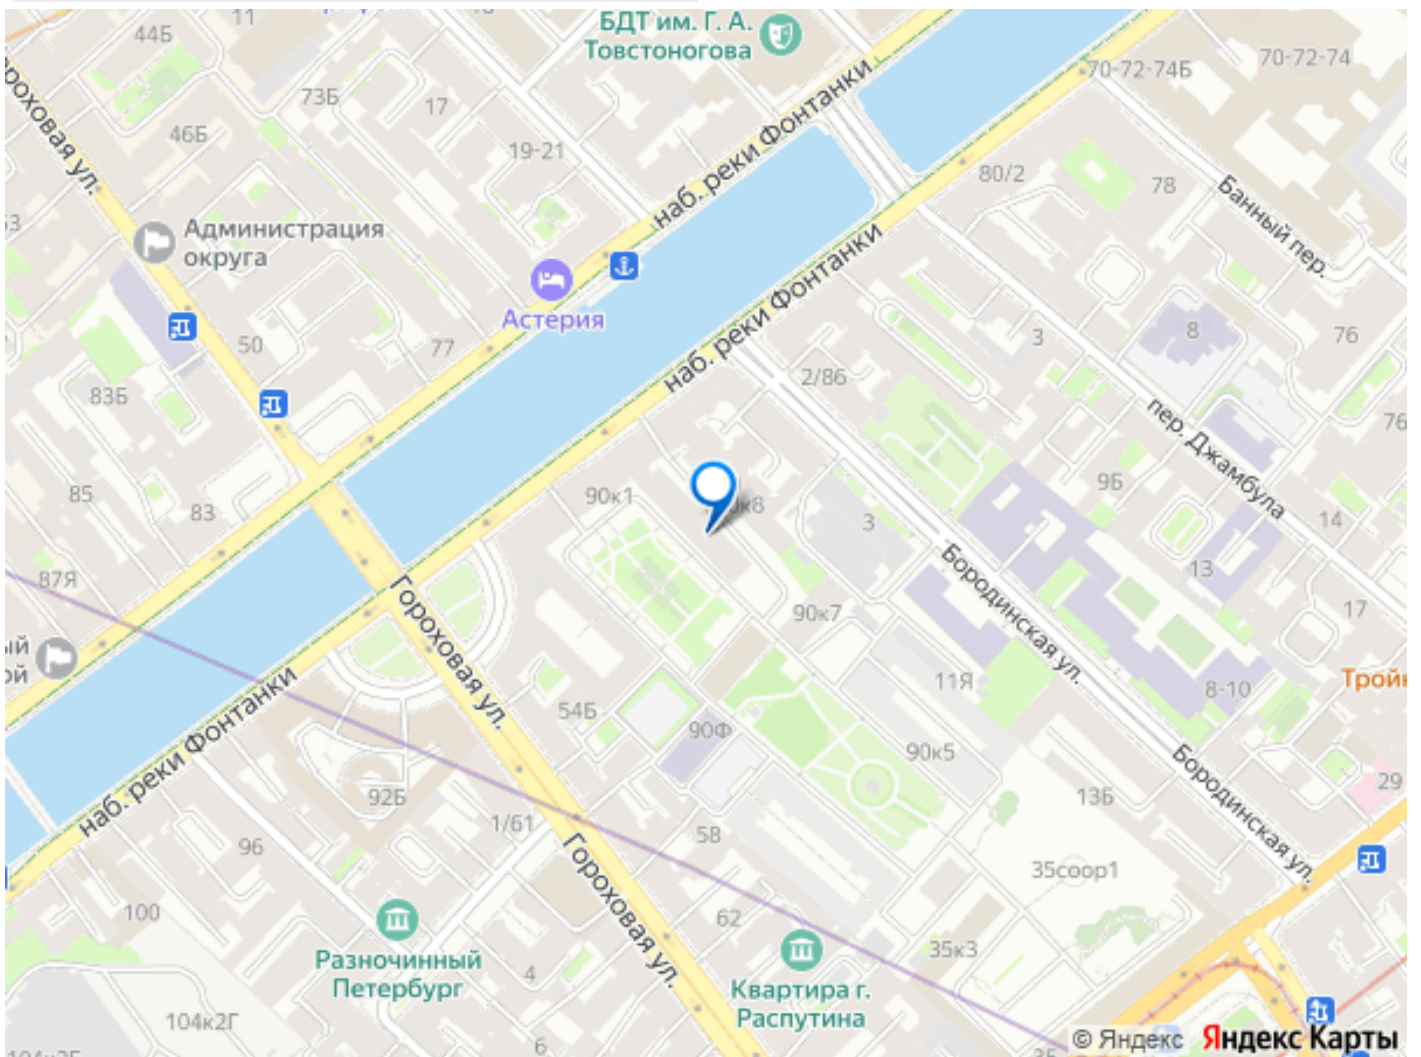 11
44Б
БДТ им. Г. А.
Товстоногова
70-72-74Б
70-72-74
73Б
17
46Б
19-21
наб. реки Фонтанки
80/2
78
Банный пер.
Администрация
округа
Астерия
наб. реки Фонтанки
50
77
3
8
76
83Б
2/86
пер. Джамбула
76
85
83
90к1
3
9Б
14
87Я
Гороховая ул.
Бородинская ул.
13
17
90к7
11Я
8-10
наб. реки Фонтанки
54Б
90Ф
90к5
Бородинская ул.
29
92Б
1/61
58
13Б
96
Гороховая ул.
35соор1
100
62
35к3
Разночинный
Петербург
4
Квартира г.
Распутина
104к2Г
6
© Яндекс Яндекс Карты